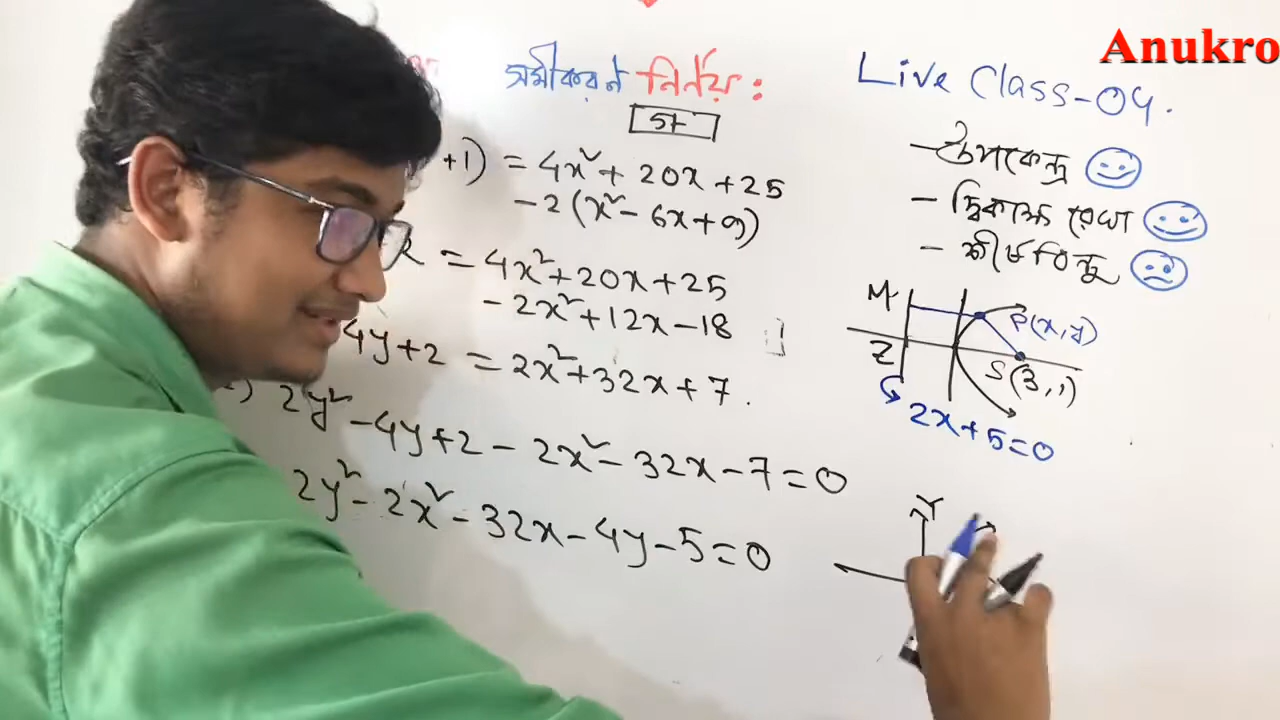 Anukro
সমীকরণ নির্ণয় :
Live Class-04.
ST
- উপকেন্দ্র
- দ্বিকাক্ষ রেখা
- শীর্ষবিন্দু
+1) = 4x² + 20x + 25
- 2 (x² - 6x + 9)
= 4x² + 20x + 25
- 2x² + 12x - 18
4y + 2 = 2x² + 32x + 7.
2y² - 4y + 2 - 2x² - 32x - 7 = 0
2y² - 2x² - 32x - 4y - 5 = 0
M
P(x, y)
Z
S(3, 1)
2x + 5 = 0
Y